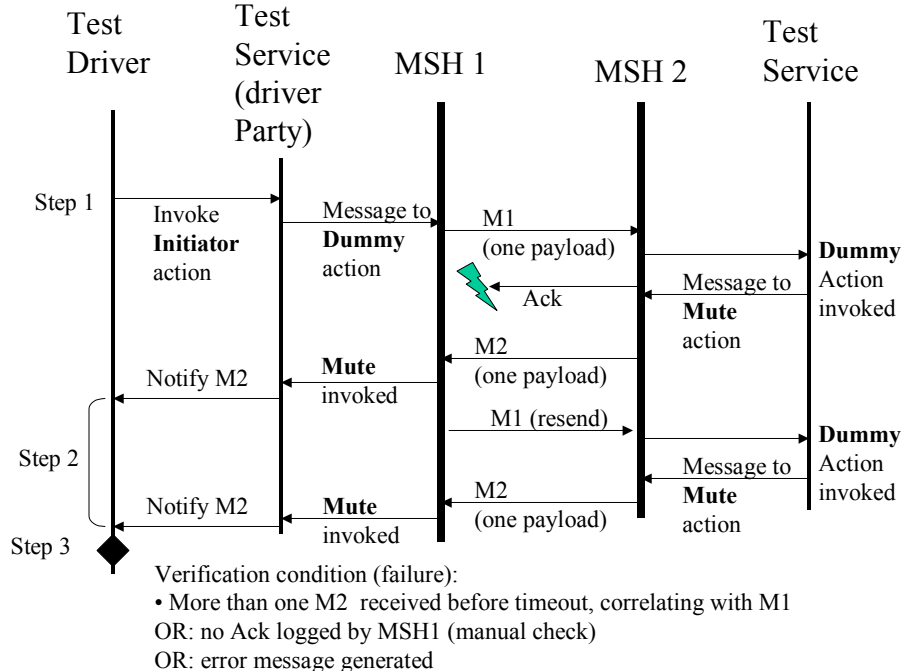 Test
Driver
Test
Service
(driver
Party)
MSH 1
MSH 2
Test
Service
Step 1
Invoke
Initiator
action
Message to
Dummy
action
M1
(one payload)
Ack
Dummy
Action
invoked
Message to
Mute
action
M2
(one payload)
Mute
invoked
Notify M2
M1 (resend)
Step 2
Dummy
Action
invoked
Message to
Mute
action
M2
(one payload)
Mute
invoked
Notify M2
Step 3
Verification condition (failure):
• More than one M2 received before timeout, correlating with M1
OR: no Ack logged by MSH1 (manual check)
OR: error message generated